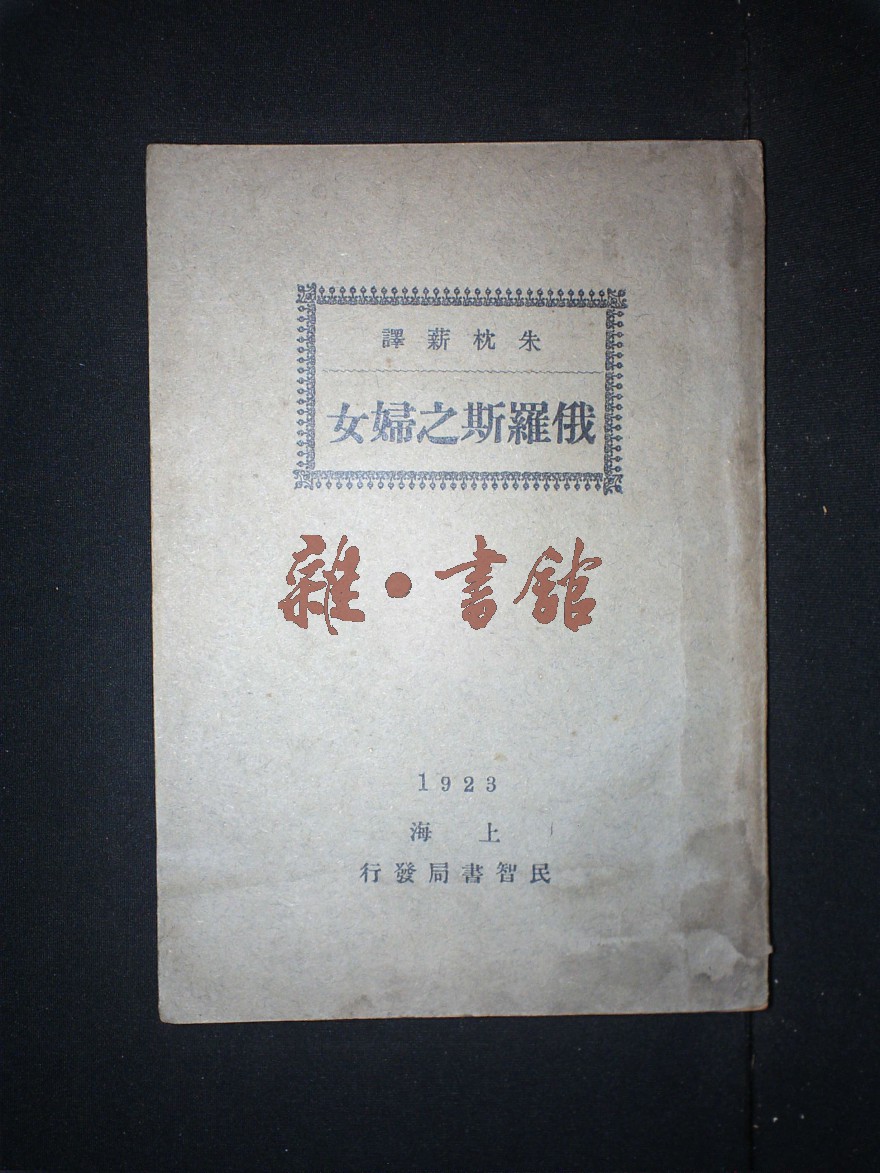 朱枕薪譯
俄羅斯之婦女
雜·書館
1923
上海
民智書局發行